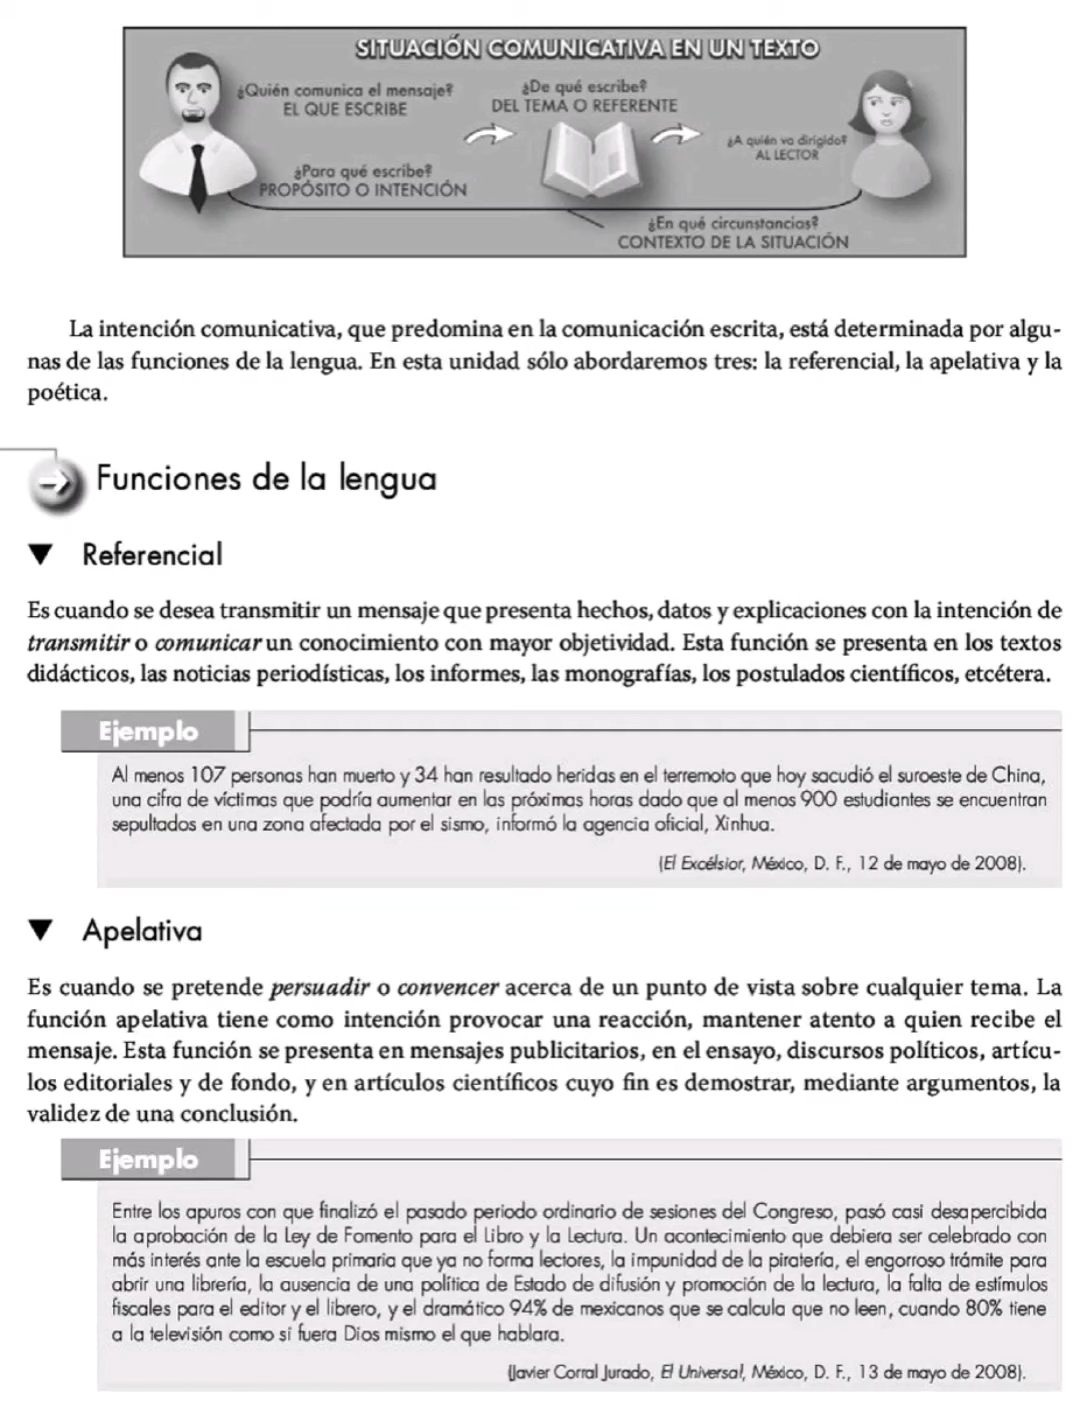 SITUACIÓN COMUNICATIVA EN UN TEXTO
¿Quién comunica el mensaje?
EL QUE ESCRIBE
¿De qué escribe?
DEL TEMA O REFERENTE
¿A quién va dirigido?
AL LECTOR
¿Para qué escribe?
PROPÓSITO O INTENCIÓN
¿En qué circunstancias?
CONTEXTO DE LA SITUACIÓN
La intención comunicativa, que predomina en la comunicación escrita, está determinada por algu-
nas de las funciones de la lengua. En esta unidad sólo abordaremos tres: la referencial, la apelativa y la
poética.
Funciones de la lengua
Referencial
Es cuando se desea transmitir un mensaje que presenta hechos, datos y explicaciones con la intención de
transmitir o comunicar un conocimiento con mayor objetividad. Esta función se presenta en los textos
didácticos, las noticias periodísticas, los informes, las monografías, los postulados científicos, etcétera.
Ejemplo
Al menos 107 personas han muerto y 34 han resultado heridas en el terremoto que hoy sacudió el suroeste de China,
una cifra de víctimas que podría aumentar en las próximas horas dado que al menos 900 estudiantes se encuentran
sepultados en una zona afectada por el sismo, informó la agencia oficial, Xinhua.
(El Excélsior, México, D. F., 12 de mayo de 2008).
Apelativa
Es cuando se pretende persuadir o convencer acerca de un punto de vista sobre cualquier tema. La
función apelativa tiene como intención provocar una reacción, mantener atento a quien recibe el
mensaje. Esta función se presenta en mensajes publicitarios, en el ensayo, discursos políticos, artícu-
los editoriales y de fondo, y en artículos científicos cuyo fin es demostrar, mediante argumentos, la
validez de una conclusión.
Ejemplo
Entre los apuros con que finalizó el pasado periodo ordinario de sesiones del Congreso, pasó casi desapercibida
la aprobación de la Ley de Fomento para el Libro y la Lectura. Un acontecimiento que debiera ser celebrado con
más interés ante la escuela primaria que ya no forma lectores, la impunidad de la piratería, el engorroso trámite para
abrir una librería, la ausencia de una política de Estado de difusión y promoción de la lectura, la falta de estímulos
fiscales para el editor y el librero, y el dramático 94% de mexicanos que se calcula que no leen, cuando 80% tiene
a la televisión como si fuera Dios mismo el que hablara.
(Javier Corral Jurado, El Universal, México, D. F., 13 de mayo de 2008).